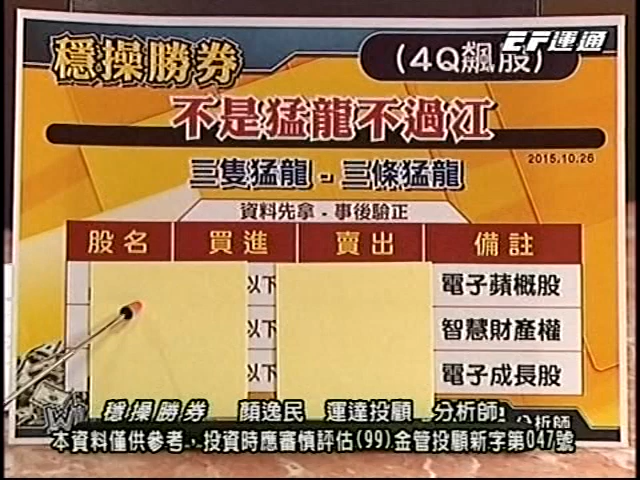 EF運通
穩操勝券
(4Q飆股)
不是猛龍不過江
2015.10.26
三隻猛龍-三條猛龍
資料先拿-事後驗正
股名 買進 賣出 備註
以下 電子蘋概股
以下 智慧財產權
以下 電子成長股
穩操勝券 顏逸民 運達投顧 分析師
分析師
本資料僅供參考,投資時應審慎評估(99)金管投顧新字第047號